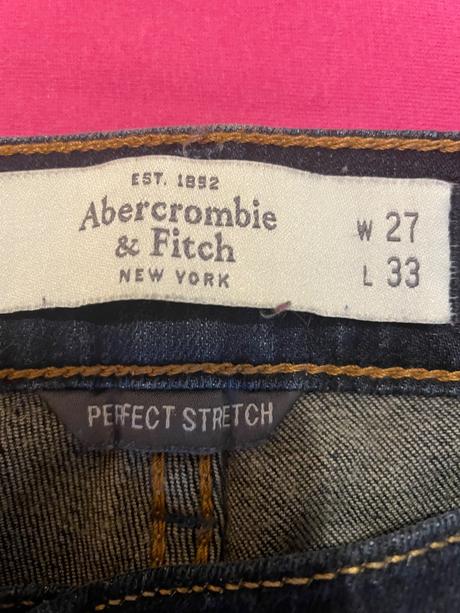 EST. 1892
Abercrombie
& Fitch
NEW YORK
W 27
L 33
PERFECT STRETCH